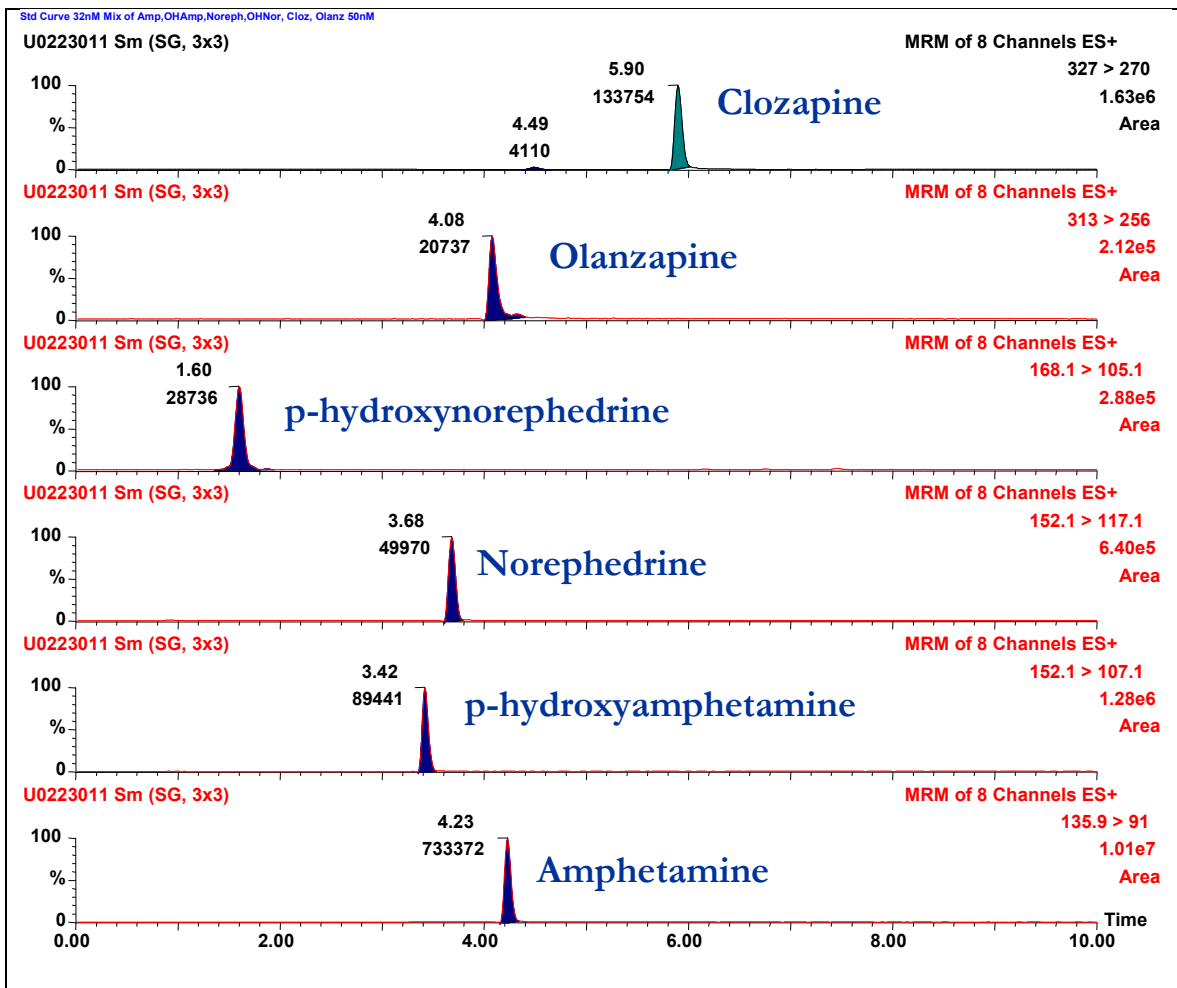 Std Curve 32nM Mix of Amp,OHAmp,Noreph,OHNor, Cloz, Olanz 50nM
U0223011 Sm (SG, 3x3)
MRM of 8 Channels ES+
327 > 270
1.63e6
Area
100
%
0
5.90
133754
4.49
4110
Clozapine
U0223011 Sm (SG, 3x3)
MRM of 8 Channels ES+
313 > 256
2.12e5
Area
100
%
0
4.08
20737
Olanzapine
U0223011 Sm (SG, 3x3)
MRM of 8 Channels ES+
168.1 > 105.1
2.88e5
Area
100
%
0
1.60
28736
p-hydroxynorephedrine
U0223011 Sm (SG, 3x3)
MRM of 8 Channels ES+
152.1 > 117.1
6.40e5
Area
100
%
0
3.68
49970
Norephedrine
U0223011 Sm (SG, 3x3)
MRM of 8 Channels ES+
152.1 > 107.1
1.28e6
Area
100
%
0
3.42
89441
p-hydroxyamphetamine
U0223011 Sm (SG, 3x3)
MRM of 8 Channels ES+
135.9 > 91
1.01e7
Area
100
%
0
4.23
733372
Amphetamine
Time
0.00 2.00 4.00 6.00 8.00 10.00